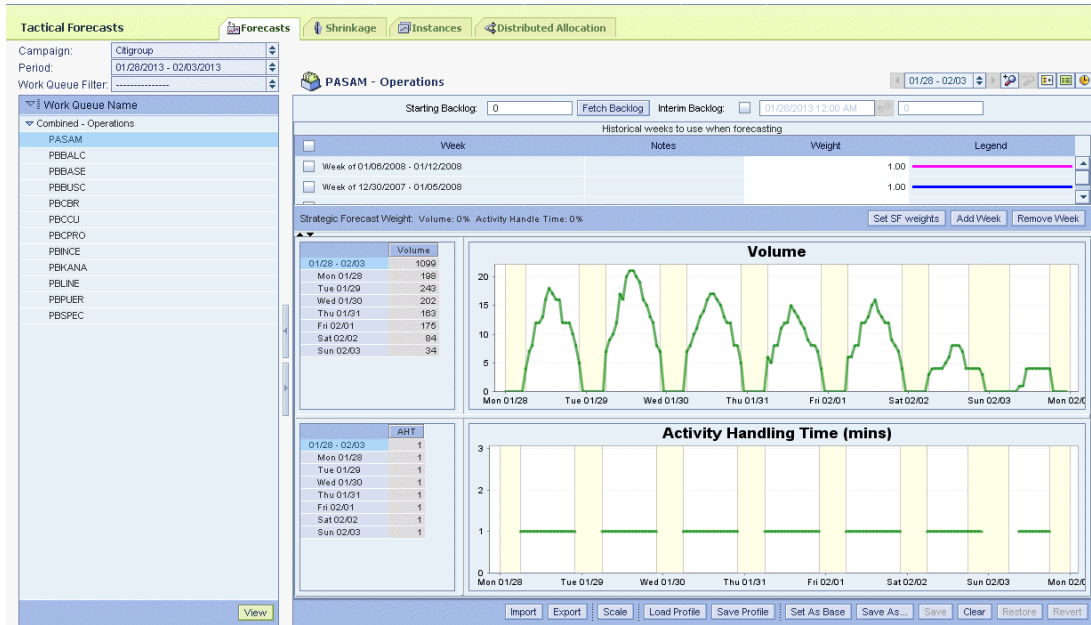 Tactical Forecasts
Forecasts
Shrinkage
Instances
Distributed Allocation
Campaign: Citigroup
Period: 01/28/2013 - 02/03/2013
Work Queue Filter: ---------------
Work Queue Name
Combined - Operations
PASAM
PBBALC
PBBASE
PBBUSC
PBCBR
PBCCU
PBCPRO
PBINCE
PBKANA
PBLINE
PBPUER
PBSPEC
View
PASAM - Operations
01/28 - 02/03
Starting Backlog: 0 Fetch Backlog Interim Backlog: 01/28/2013 12:00 AM 0
Historical weeks to use when forecasting
Week Notes Weight Legend
Week of 01/06/2008 - 01/12/2008 1.00
Week of 12/30/2007 - 01/05/2008 1.00
Strategic Forecast Weight: Volume: 0% Activity Handle Time: 0% Set SF weights Add Week Remove Week
Volume
01/28 - 02/03 1099
Mon 01/28 198
Tue 01/29 243
Wed 01/30 202
Thu 01/31 163
Fri 02/01 175
Sat 02/02 84
Sun 02/03 34
Volume
20
15
10
5
0
Mon 01/28 Tue 01/29 Wed 01/30 Thu 01/31 Fri 02/01 Sat 02/02 Sun 02/03 Mon 02/0
AHT
01/28 - 02/03 1
Mon 01/28 1
Tue 01/29 1
Wed 01/30 1
Thu 01/31 1
Fri 02/01 1
Sat 02/02 1
Sun 02/03 1
Activity Handling Time (mins)
3
2
1
0
Mon 01/28 Tue 01/29 Wed 01/30 Thu 01/31 Fri 02/01 Sat 02/02 Sun 02/03 Mon 02/0
Import Export Scale Load Profile Save Profile Set As Base Save As... Save Clear Restore Revert